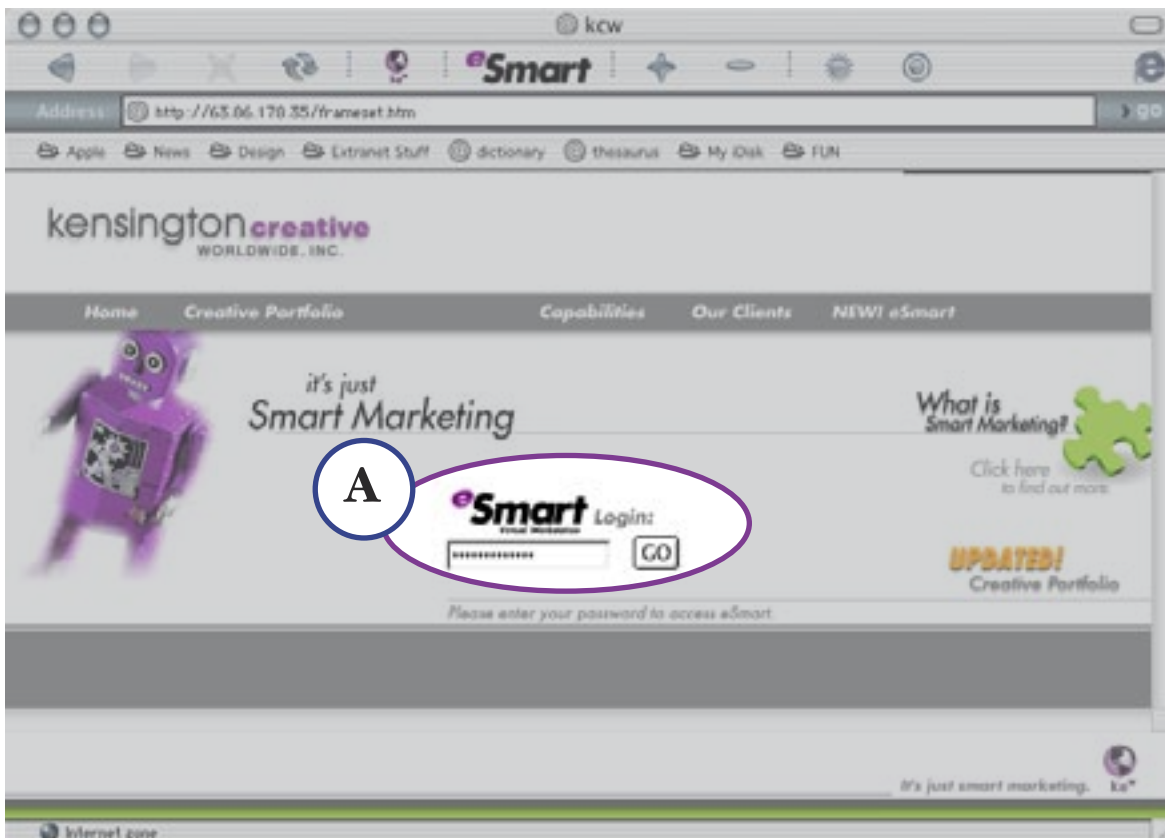 kcw
eSmart
Address: http://63.86.170.35/frameset.htm go
Apple News Design Extranet Stuff dictionary thesaurus My iDisk FUN
kensington creative
WORLDWIDE, INC.
Home Creative Portfolio Capabilities Our Clients NEW! eSmart
it's just
Smart Marketing
What is
Smart Marketing?
Click here
to find out more.
A
eSmart Login:
Virtual Workstation
•••••••••••••
GO
UPDATED!
Creative Portfolio
Please enter your password to access eSmart.
It's just smart marketing.
Internet zone